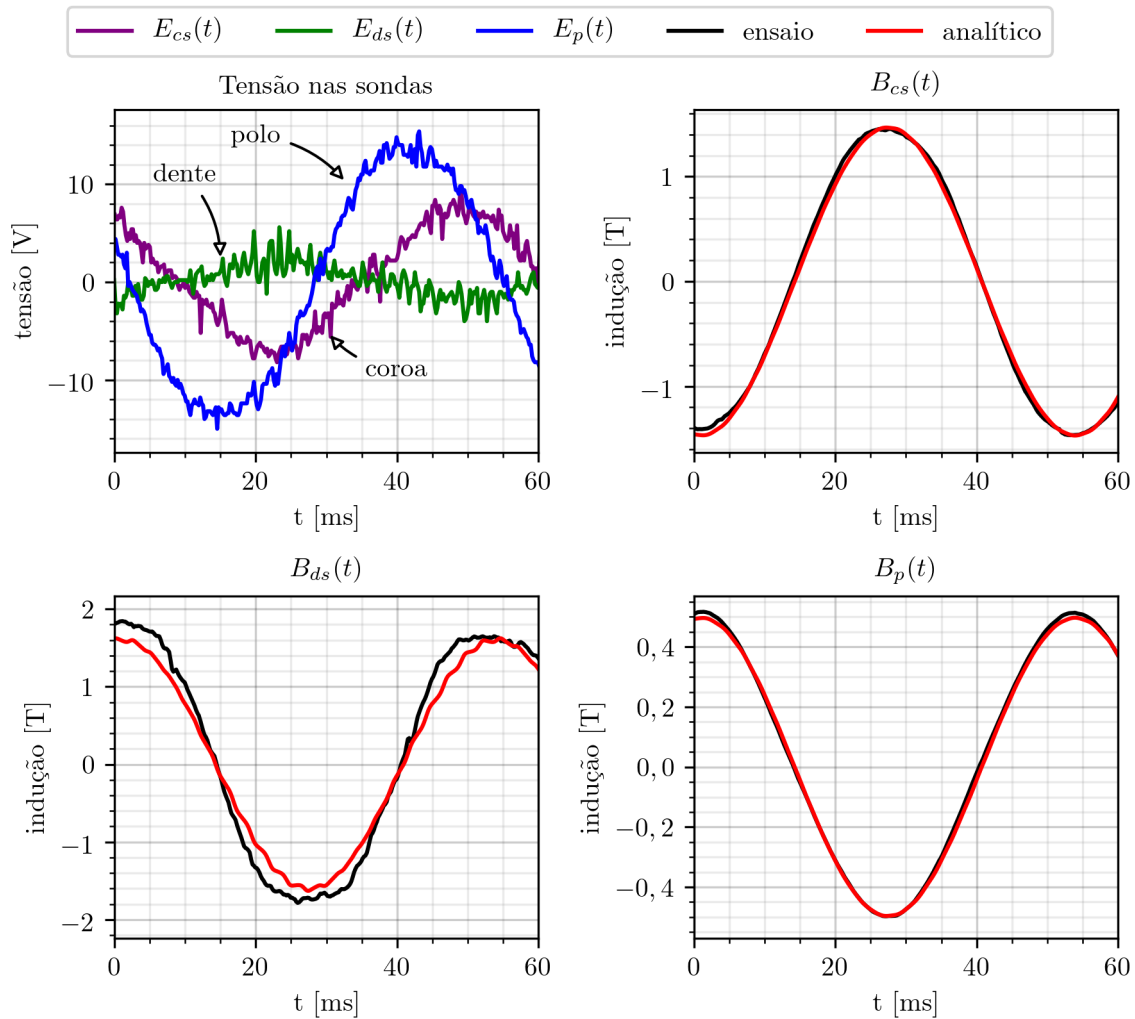 E_cs(t) E_ds(t) E_p(t) ensaio analítico
Tensão nas sondas
tensão [V]
10
0
−10
polo
dente
coroa
0 20 40 60
t [ms]
B_cs(t)
indução [T]
1
0
−1
0 20 40 60
t [ms]
B_ds(t)
indução [T]
2
1
0
−1
−2
0 20 40 60
t [ms]
B_p(t)
indução [T]
0,4
0,2
0,0
−0,2
−0,4
0 20 40 60
t [ms]